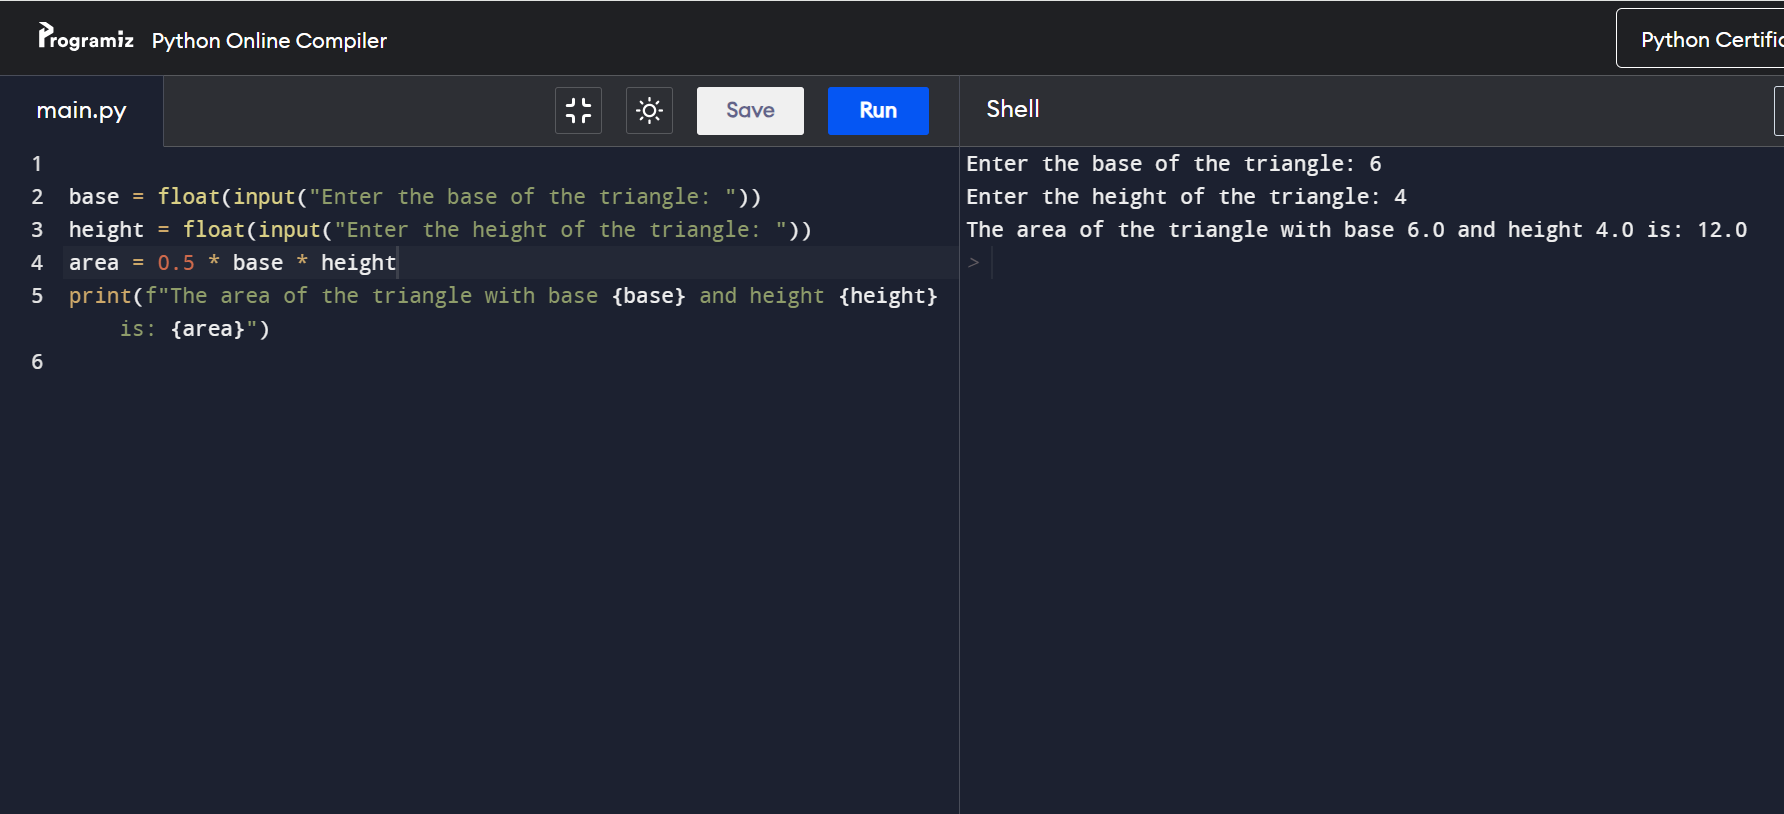 Programiz Python Online Compiler
Python Certific
main.py
Save
Run
Shell
1
2 base = float(input("Enter the base of the triangle: "))
3 height = float(input("Enter the height of the triangle: "))
4 area = 0.5 * base * height
5 print(f"The area of the triangle with base {base} and height {height}
is: {area}")
6
Enter the base of the triangle: 6
Enter the height of the triangle: 4
The area of the triangle with base 6.0 and height 4.0 is: 12.0
>